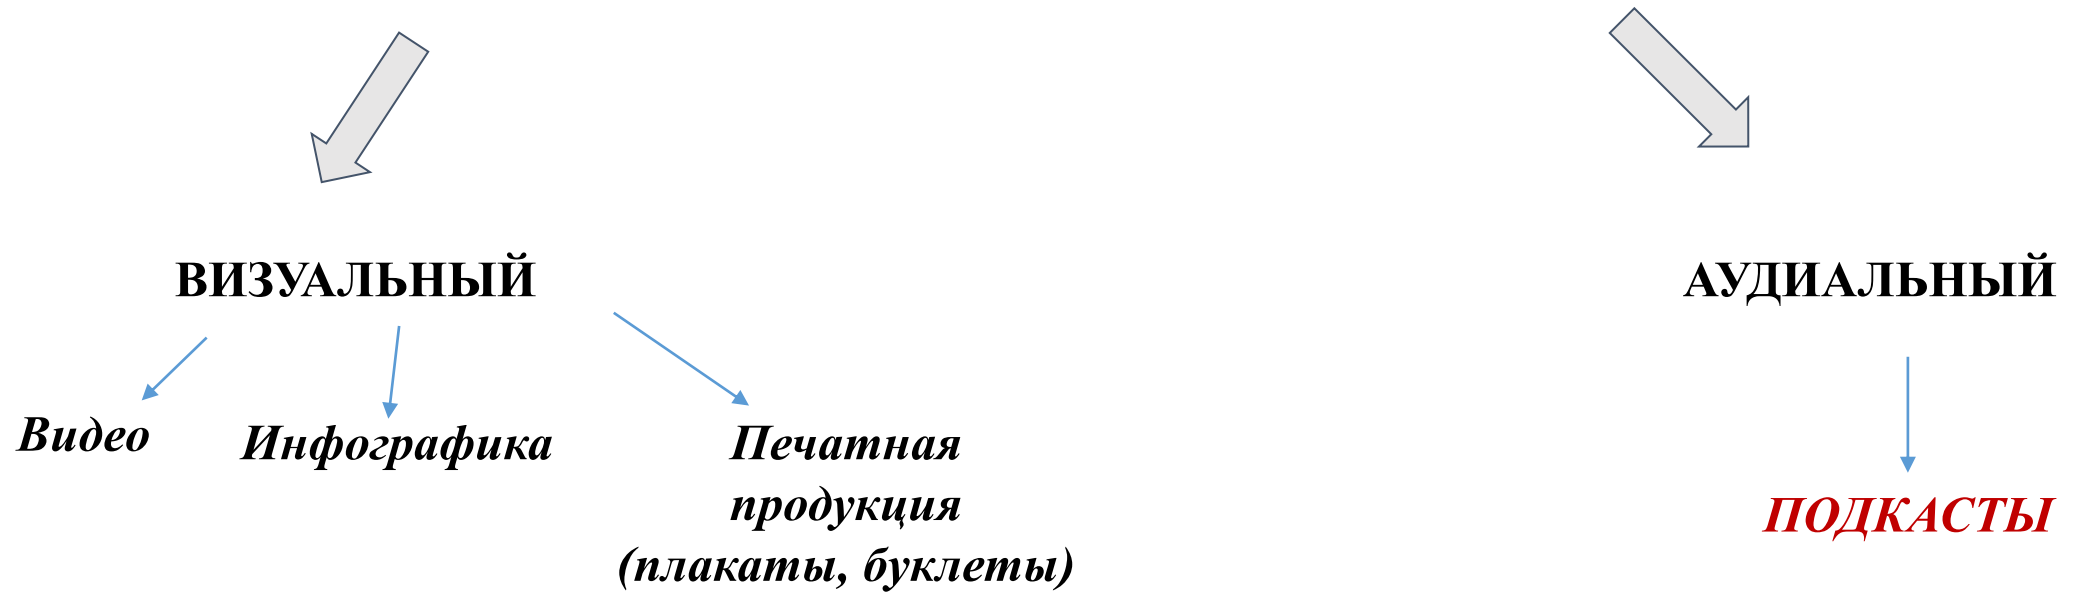 ВИЗУАЛЬНЫЙ
АУДИАЛЬНЫЙ
Видео
Инфографика
Печатная
продукция
(плакаты, буклеты)
ПОДКАСТЫ